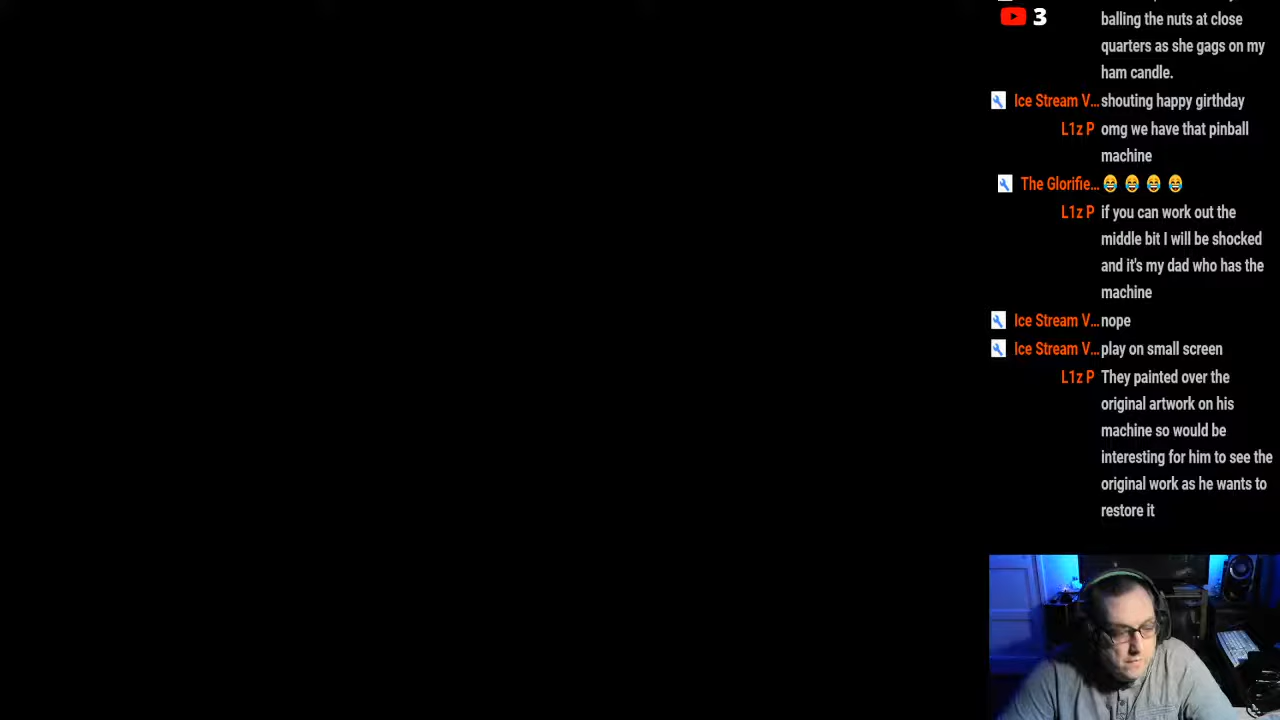 balling the nuts at close
3
quarters as she gags on my
ham candle.
Ice Stream V... shouting happy girthday
L1z P omg we have that pinball
machine
The Glorifie... 😂 😂 😂 😂
L1z P if you can work out the
middle bit I will be shocked
and it's my dad who has the
machine
Ice Stream V... nope
Ice Stream V... play on small screen
L1z P They painted over the
original artwork on his
machine so would be
interesting for him to see the
original work as he wants to
restore it